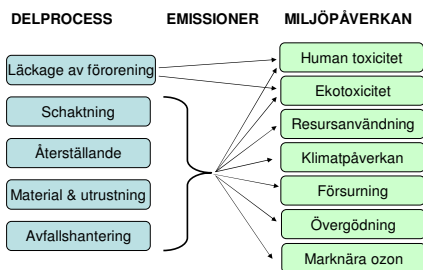 DELPROCESS EMISSIONER MILJÖPÅVERKAN
Läckage av förorening
Schaktning
Återställande
Material & utrustning
Avfallshantering
Human toxicitet
Ekotoxicitet
Resursanvändning
Klimatpåverkan
Försurning
Övergödning
Marknära ozon